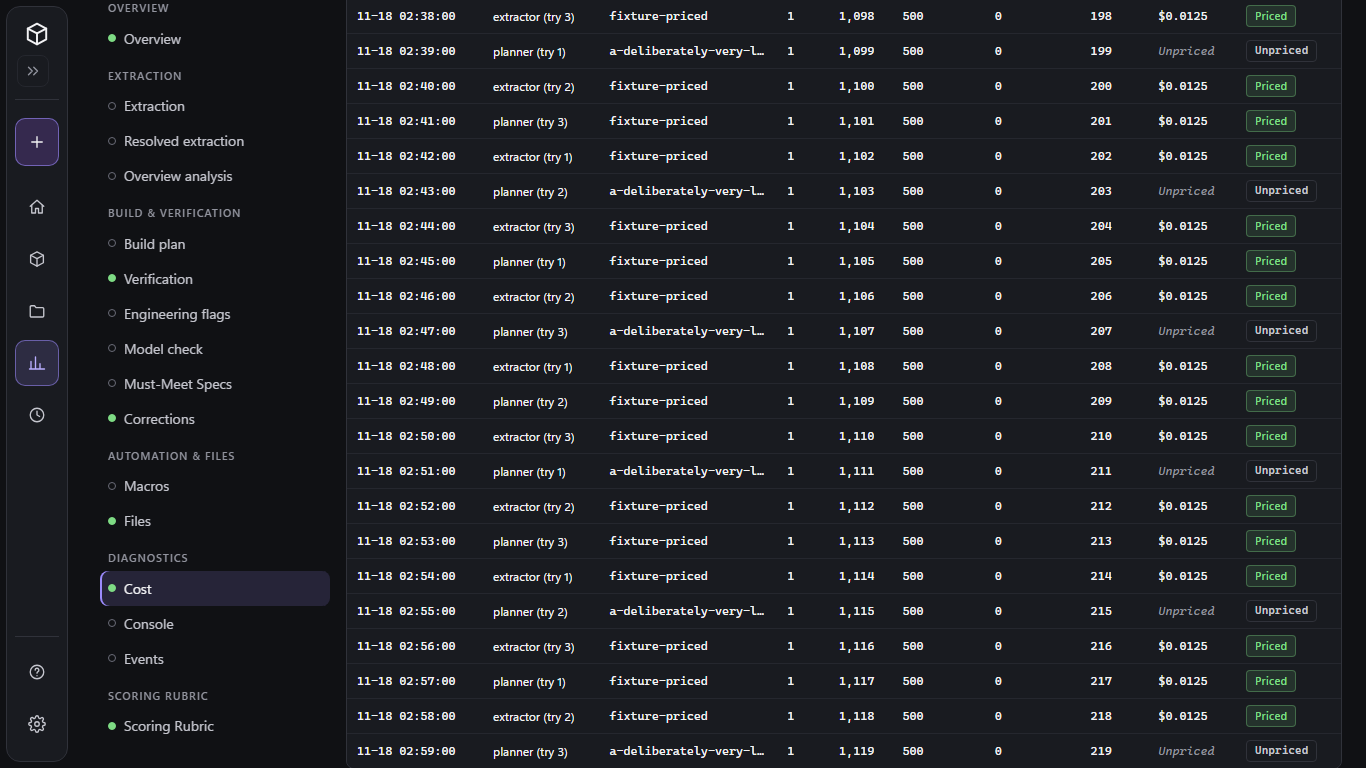 OVERVIEW
Overview
EXTRACTION
Extraction
Resolved extraction
Overview analysis
BUILD & VERIFICATION
Build plan
Verification
Engineering flags
Model check
Must-Meet Specs
Corrections
AUTOMATION & FILES
Macros
Files
DIAGNOSTICS
Cost
Console
Events
SCORING RUBRIC
Scoring Rubric
11-18 02:38:00 extractor (try 3) fixture-priced 1 1,098 500 0 198 $0.0125 Priced
11-18 02:39:00 planner (try 1) a-deliberately-very-l… 1 1,099 500 0 199 Unpriced Unpriced
11-18 02:40:00 extractor (try 2) fixture-priced 1 1,100 500 0 200 $0.0125 Priced
11-18 02:41:00 planner (try 3) fixture-priced 1 1,101 500 0 201 $0.0125 Priced
11-18 02:42:00 extractor (try 1) fixture-priced 1 1,102 500 0 202 $0.0125 Priced
11-18 02:43:00 planner (try 2) a-deliberately-very-l… 1 1,103 500 0 203 Unpriced Unpriced
11-18 02:44:00 extractor (try 3) fixture-priced 1 1,104 500 0 204 $0.0125 Priced
11-18 02:45:00 planner (try 1) fixture-priced 1 1,105 500 0 205 $0.0125 Priced
11-18 02:46:00 extractor (try 2) fixture-priced 1 1,106 500 0 206 $0.0125 Priced
11-18 02:47:00 planner (try 3) a-deliberately-very-l… 1 1,107 500 0 207 Unpriced Unpriced
11-18 02:48:00 extractor (try 1) fixture-priced 1 1,108 500 0 208 $0.0125 Priced
11-18 02:49:00 planner (try 2) fixture-priced 1 1,109 500 0 209 $0.0125 Priced
11-18 02:50:00 extractor (try 3) fixture-priced 1 1,110 500 0 210 $0.0125 Priced
11-18 02:51:00 planner (try 1) a-deliberately-very-l… 1 1,111 500 0 211 Unpriced Unpriced
11-18 02:52:00 extractor (try 2) fixture-priced 1 1,112 500 0 212 $0.0125 Priced
11-18 02:53:00 planner (try 3) fixture-priced 1 1,113 500 0 213 $0.0125 Priced
11-18 02:54:00 extractor (try 1) fixture-priced 1 1,114 500 0 214 $0.0125 Priced
11-18 02:55:00 planner (try 2) a-deliberately-very-l… 1 1,115 500 0 215 Unpriced Unpriced
11-18 02:56:00 extractor (try 3) fixture-priced 1 1,116 500 0 216 $0.0125 Priced
11-18 02:57:00 planner (try 1) fixture-priced 1 1,117 500 0 217 $0.0125 Priced
11-18 02:58:00 extractor (try 2) fixture-priced 1 1,118 500 0 218 $0.0125 Priced
11-18 02:59:00 planner (try 3) a-deliberately-very-l… 1 1,119 500 0 219 Unpriced Unpriced